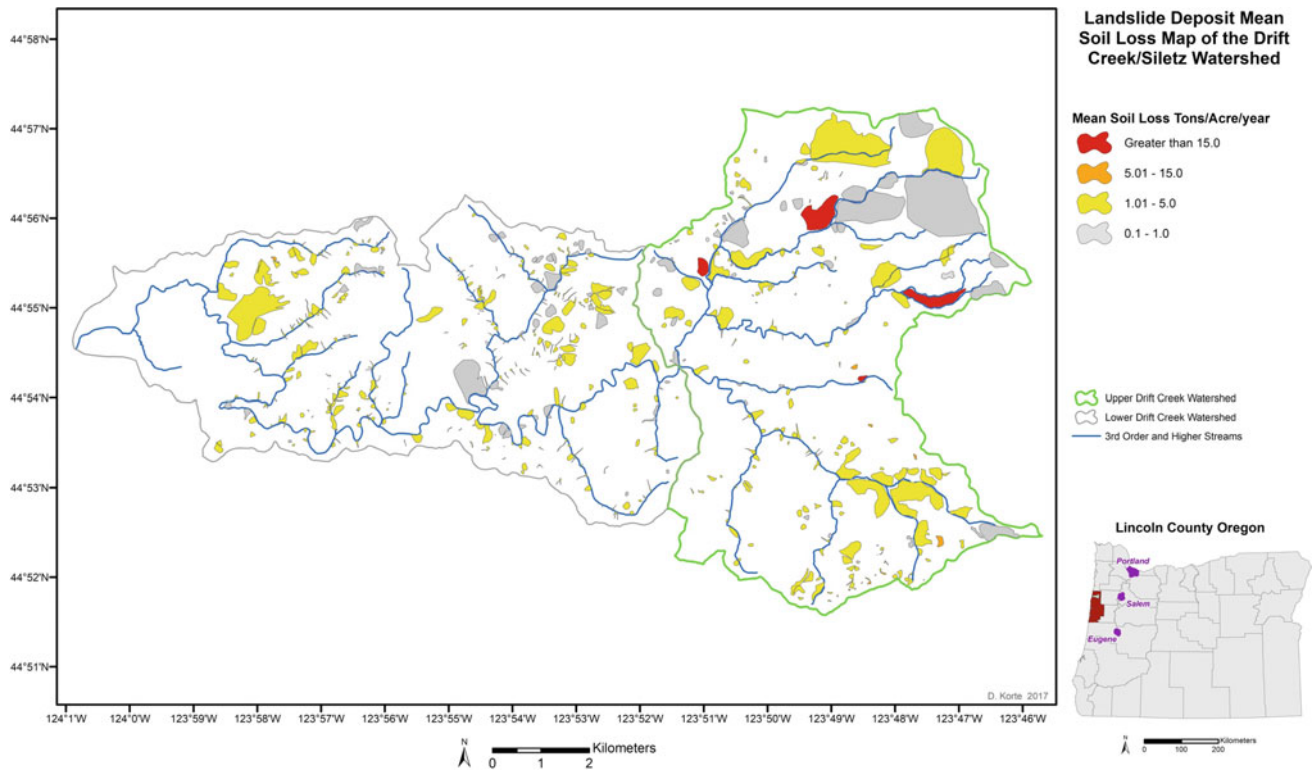 Landslide Deposit Mean
Soil Loss Map of the Drift
Creek/Siletz Watershed
Mean Soil Loss Tons/Acre/year
Greater than 15.0
5.01 - 15.0
1.01 - 5.0
0.1 - 1.0
Upper Drift Creek Watershed
Lower Drift Creek Watershed
3rd Order and Higher Streams
Lincoln County Oregon
Portland
Salem
Eugene
N
Kilometers
0 100 200
44°58'N
44°57'N
44°56'N
44°55'N
44°54'N
44°53'N
44°52'N
44°51'N
D. Korte 2017
124°1'W 124°0'W 123°59'W 123°58'W 123°57'W 123°56'W 123°55'W 123°54'W 123°53'W 123°52'W 123°51'W 123°50'W 123°49'W 123°48'W 123°47'W 123°46'W
N
Kilometers
0 1 2